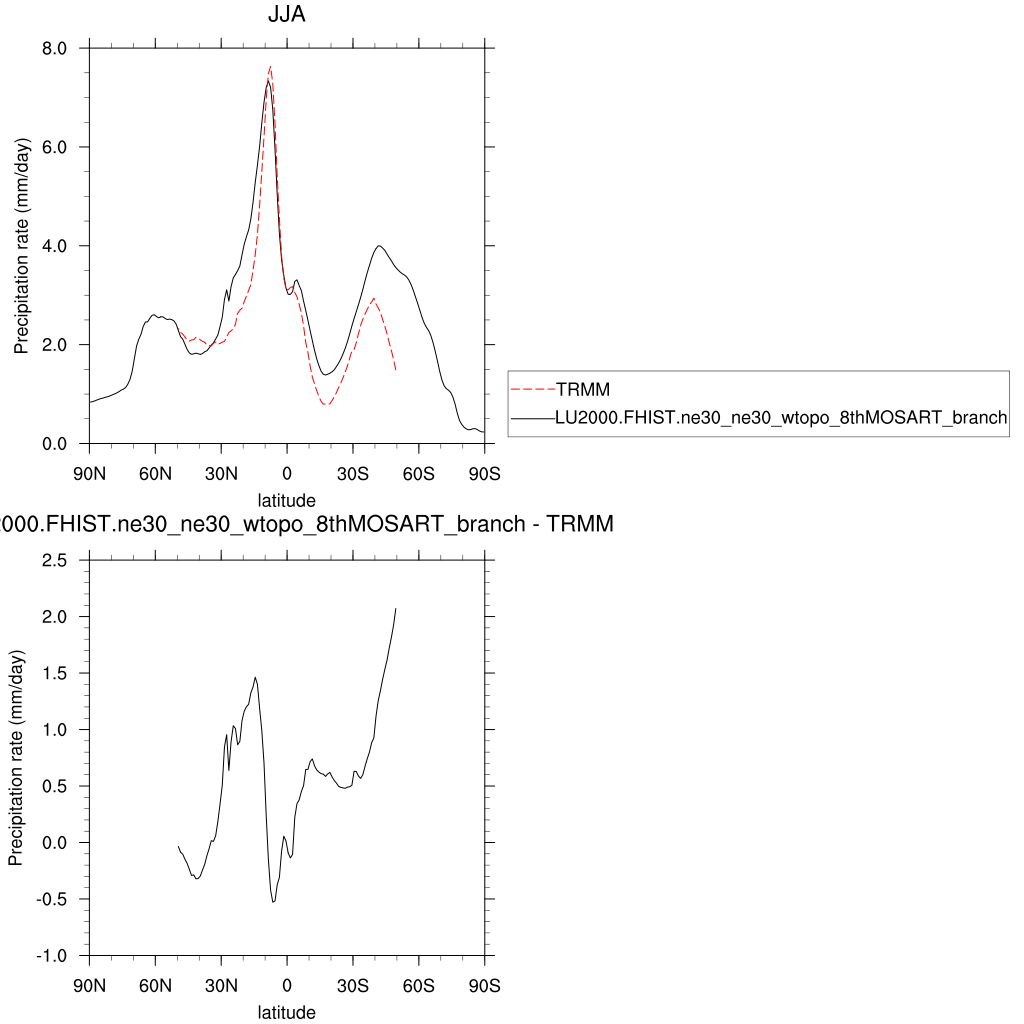 JJA
8.0
6.0
4.0
2.0
0.0
Precipitation rate (mm/day)
90N 60N 30N 0 30S 60S 90S
latitude
TRMM
LU2000.FHIST.ne30_ne30_wtopo_8thMOSART_branch
2000.FHIST.ne30_ne30_wtopo_8thMOSART_branch - TRMM
2.5
2.0
1.5
1.0
0.5
0.0
-0.5
-1.0
Precipitation rate (mm/day)
90N 60N 30N 0 30S 60S 90S
latitude